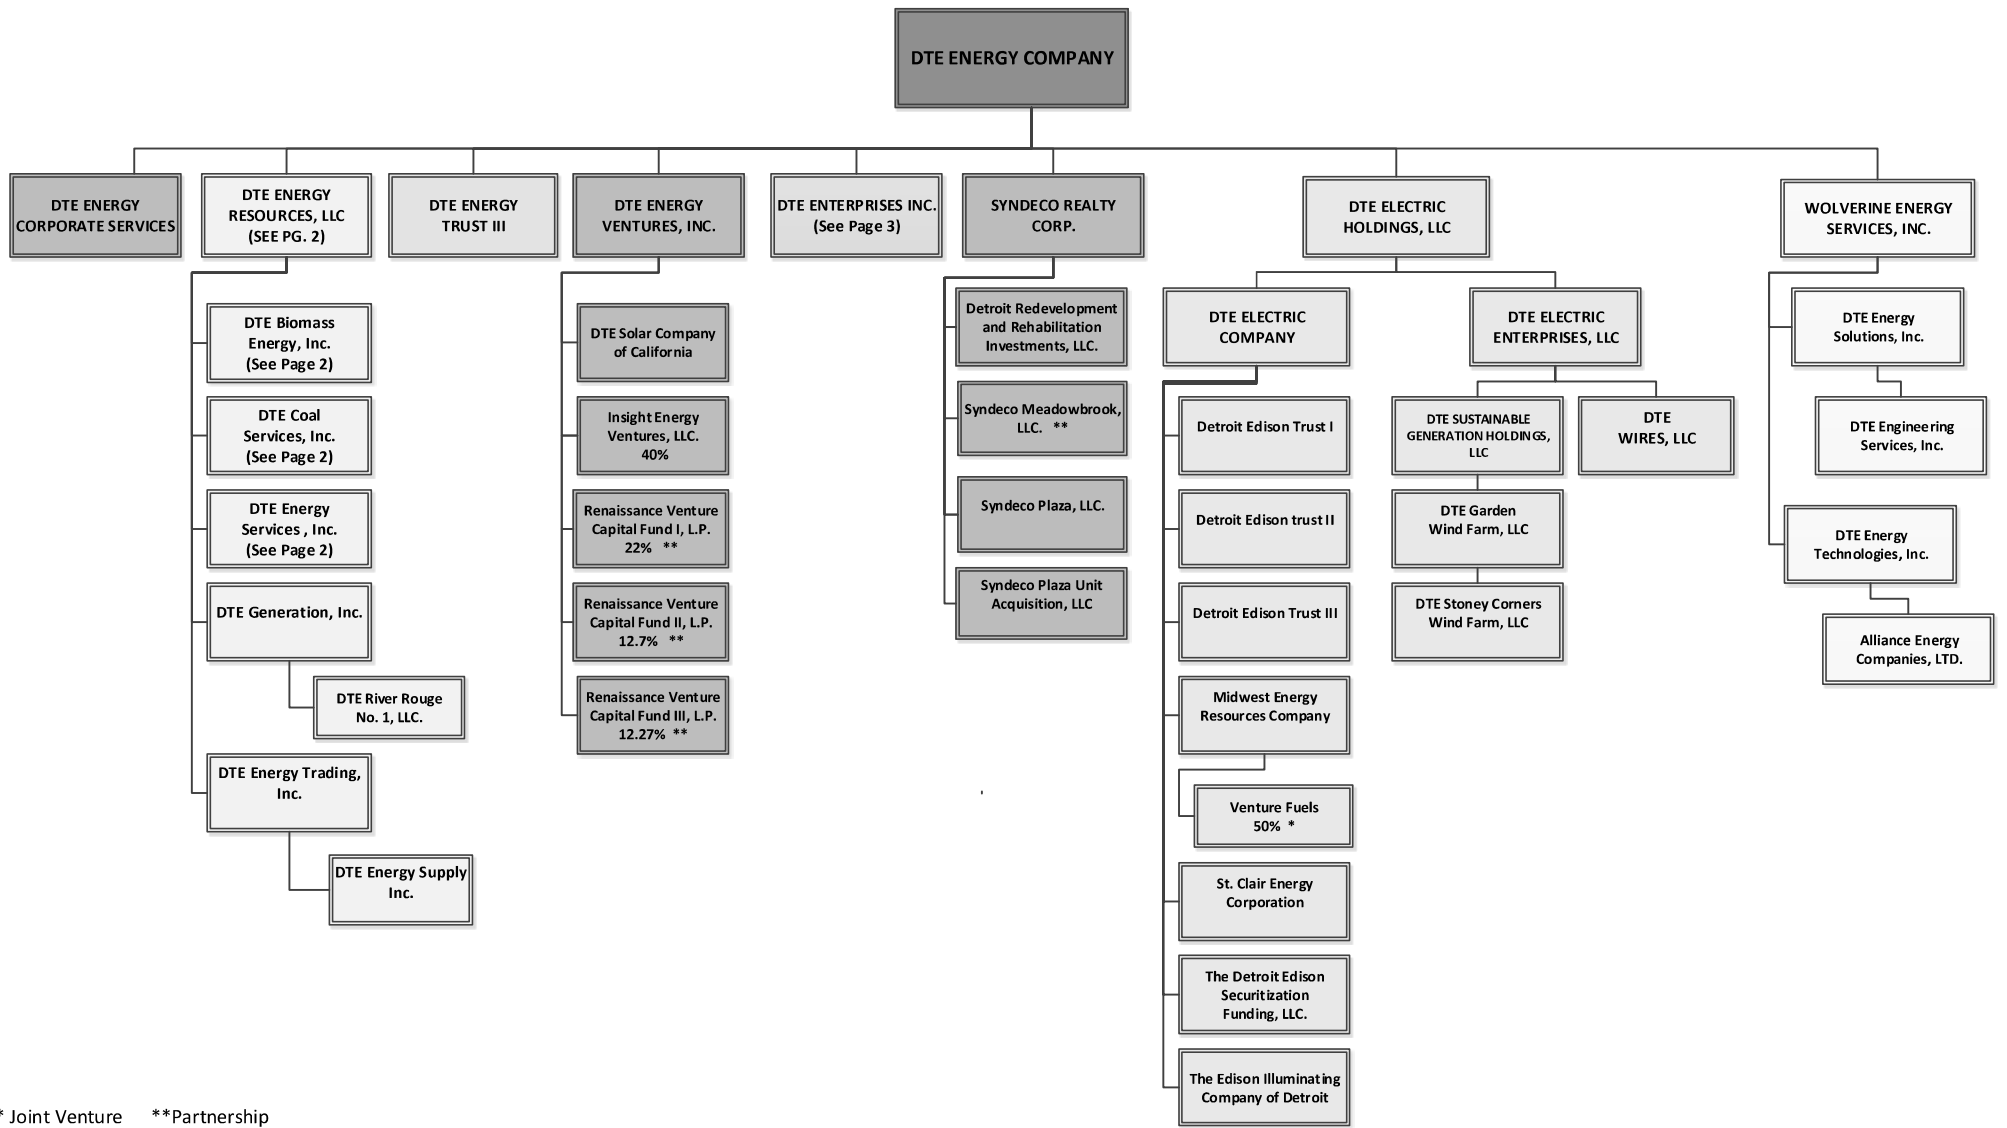 DTE ENERGY COMPANY
DTE ENERGY
CORPORATE SERVICES
DTE ENERGY
RESOURCES, LLC
(SEE PG. 2)
DTE ENERGY
TRUST III
DTE ENERGY
VENTURES, INC.
DTE ENTERPRISES INC.
(See Page 3)
SYNDECO REALTY
CORP.
DTE ELECTRIC
HOLDINGS, LLC
WOLVERINE ENERGY
SERVICES, INC.
DTE Biomass
Energy, Inc.
(See Page 2)
DTE Coal
Services, Inc.
(See Page 2)
DTE Energy
Services , Inc.
(See Page 2)
DTE Generation, Inc.
DTE River Rouge
No. 1, LLC.
DTE Energy Trading,
Inc.
DTE Energy Supply
Inc.
DTE Solar Company
of California
Insight Energy
Ventures, LLC.
40%
Renaissance Venture
Capital Fund I, L.P.
22% **
Renaissance Venture
Capital Fund II, L.P.
12.7% **
Renaissance Venture
Capital Fund III, L.P.
12.27% **
Detroit Redevelopment
and Rehabilitation
Investments, LLC.
Syndeco Meadowbrook,
LLC. **
Syndeco Plaza, LLC.
Syndeco Plaza Unit
Acquisition, LLC
DTE ELECTRIC
COMPANY
Detroit Edison Trust I
Detroit Edison trust II
Detroit Edison Trust III
Midwest Energy
Resources Company
Venture Fuels
50% *
St. Clair Energy
Corporation
The Detroit Edison
Securitization
Funding, LLC.
The Edison Illuminating
Company of Detroit
DTE ELECTRIC
ENTERPRISES, LLC
DTE SUSTAINABLE
GENERATION HOLDINGS,
LLC
DTE
WIRES, LLC
DTE Garden
Wind Farm, LLC
DTE Stoney Corners
Wind Farm, LLC
DTE Energy
Solutions, Inc.
DTE Engineering
Services, Inc.
DTE Energy
Technologies, Inc.
Alliance Energy
Companies, LTD.
* Joint Venture **Partnership